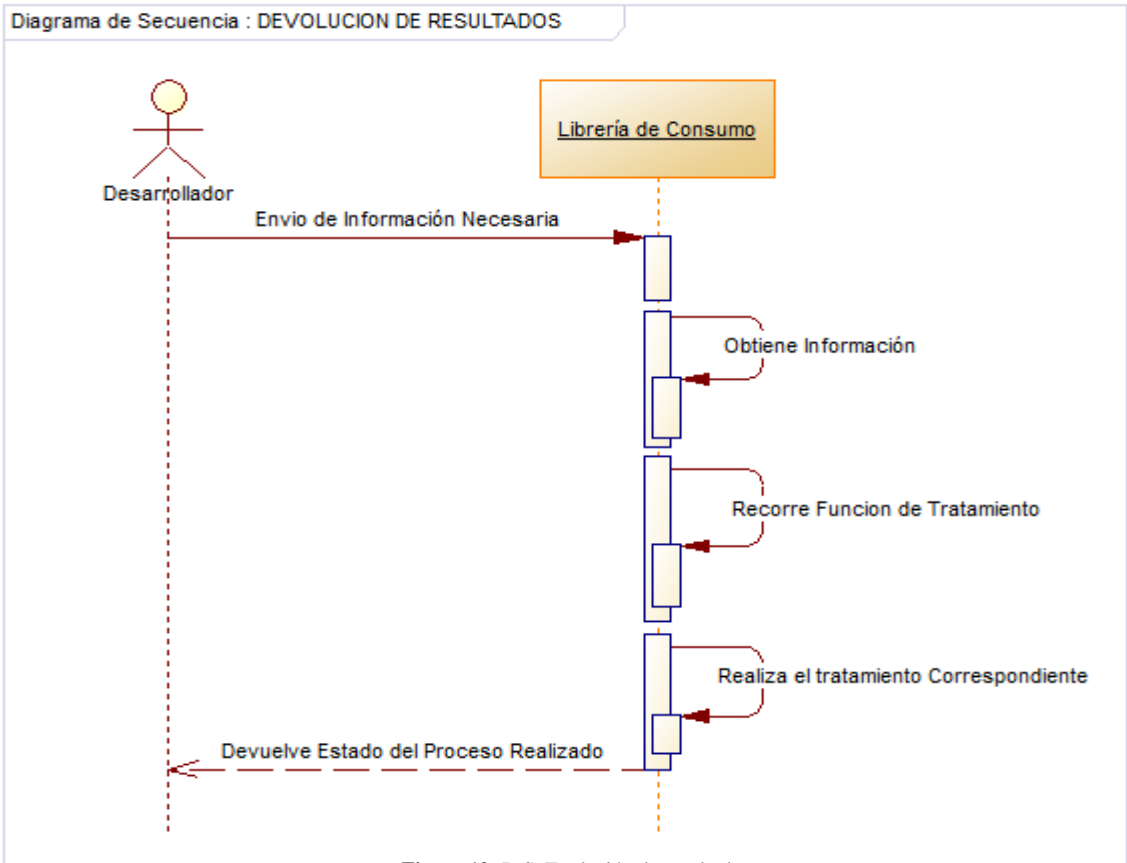 Diagrama de Secuencia : DEVOLUCION DE RESULTADOS
Librería de Consumo
Desarrollador
Envio de Información Necesaria
Obtiene Información
Recorre Funcion de Tratamiento
Realiza el tratamiento Correspondiente
Devuelve Estado del Proceso Realizado